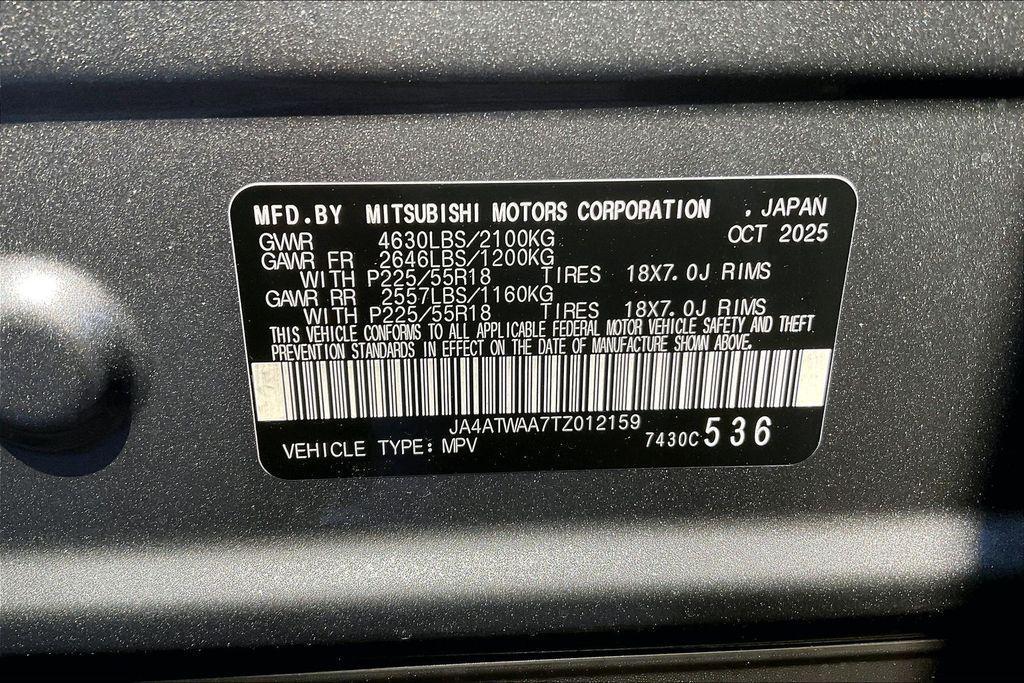 MFD.BY MITSUBISHI MOTORS CORPORATION , JAPAN
OCT 2025
GVWR 4630LBS/2100KG
GAWR FR 2646LBS/1200KG
WITH P225/55R18 TIRES 18X7.0J RIMS
GAWR RR 2557LBS/1160KG
WITH P225/55R18 TIRES 18X7.0J RIMS
THIS VEHICLE CONFORMS TO ALL APPLICABLE FEDERAL MOTOR VEHICLE SAFETY AND THEFT
PREVENTION STANDARDS IN EFFECT ON THE DATE OF MANUFACTURE SHOWN ABOVE.
JA4ATWAA7TZ012159
VEHICLE TYPE: MPV 7430C 536